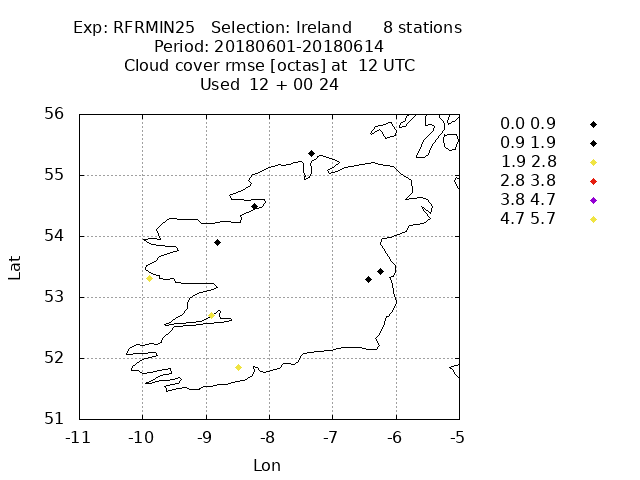 Exp: RFRMIN25   Selection: Ireland      8 stations
Period: 20180601-20180614
Cloud cover rmse [octas] at  12 UTC
Used  12 + 00 24
56
55
54
53
52
51
-11 -10 -9 -8 -7 -6 -5
Lat
Lon
0.0 0.9
0.9 1.9
1.9 2.8
2.8 3.8
3.8 4.7
4.7 5.7